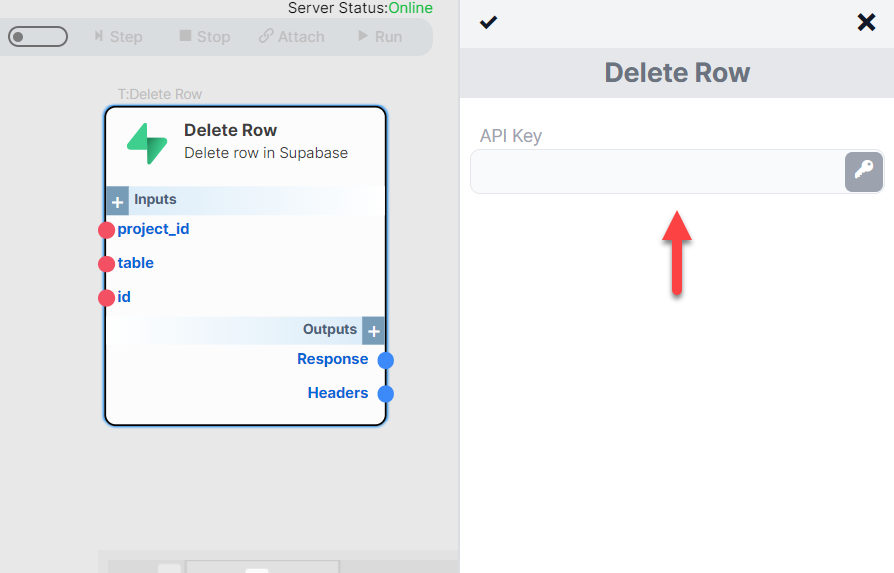 Server Status:Online
Step
Stop
Attach
Run
T:Delete Row
Delete Row
Delete row in Supabase
Inputs
project_id
table
id
Outputs
Response
Headers
Delete Row
API Key